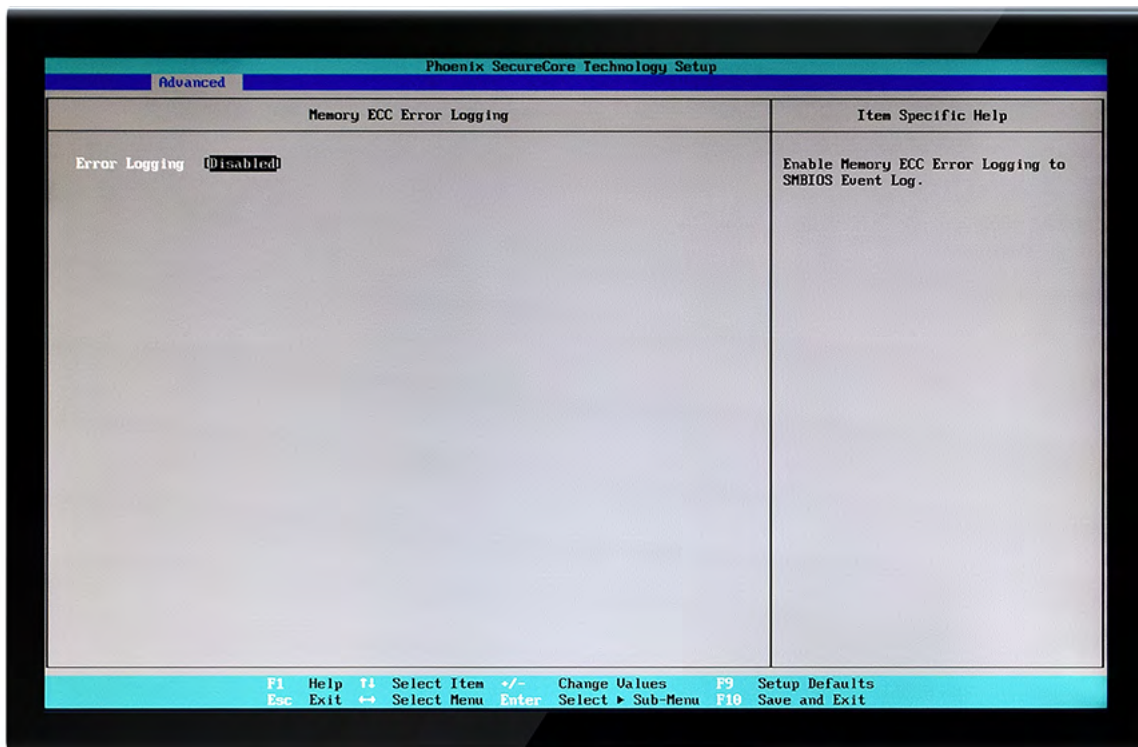 Phoenix SecureCore Technology Setup
Advanced
Memory ECC Error Logging
Error Logging [Disabled]
Item Specific Help
Enable Memory ECC Error Logging to
SMBIOS Event Log.
F1 Help ↑↓ Select Item +/- Change Values F9 Setup Defaults
Esc Exit ↔ Select Menu Enter Select ▶ Sub-Menu F10 Save and Exit